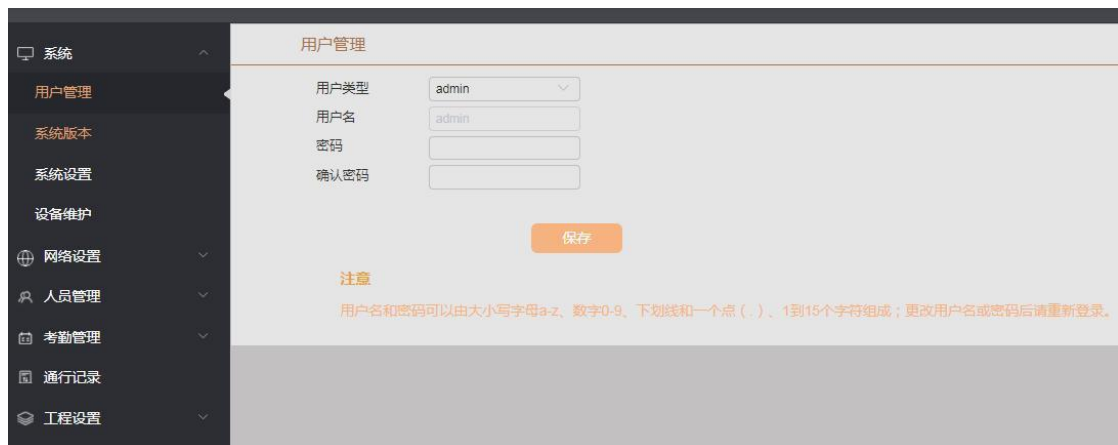 系统
用户管理
系统版本
系统设置
设备维护
网络设置
人员管理
考勤管理
通行记录
工程设置
用户管理
用户类型 admin
用户名 admin
密码
确认密码
保存
注意
用户名和密码可以由大小写字母a-z、数字0-9、下划线和一个点（.）、1到15个字符组成；更改用户名或密码后请重新登录。